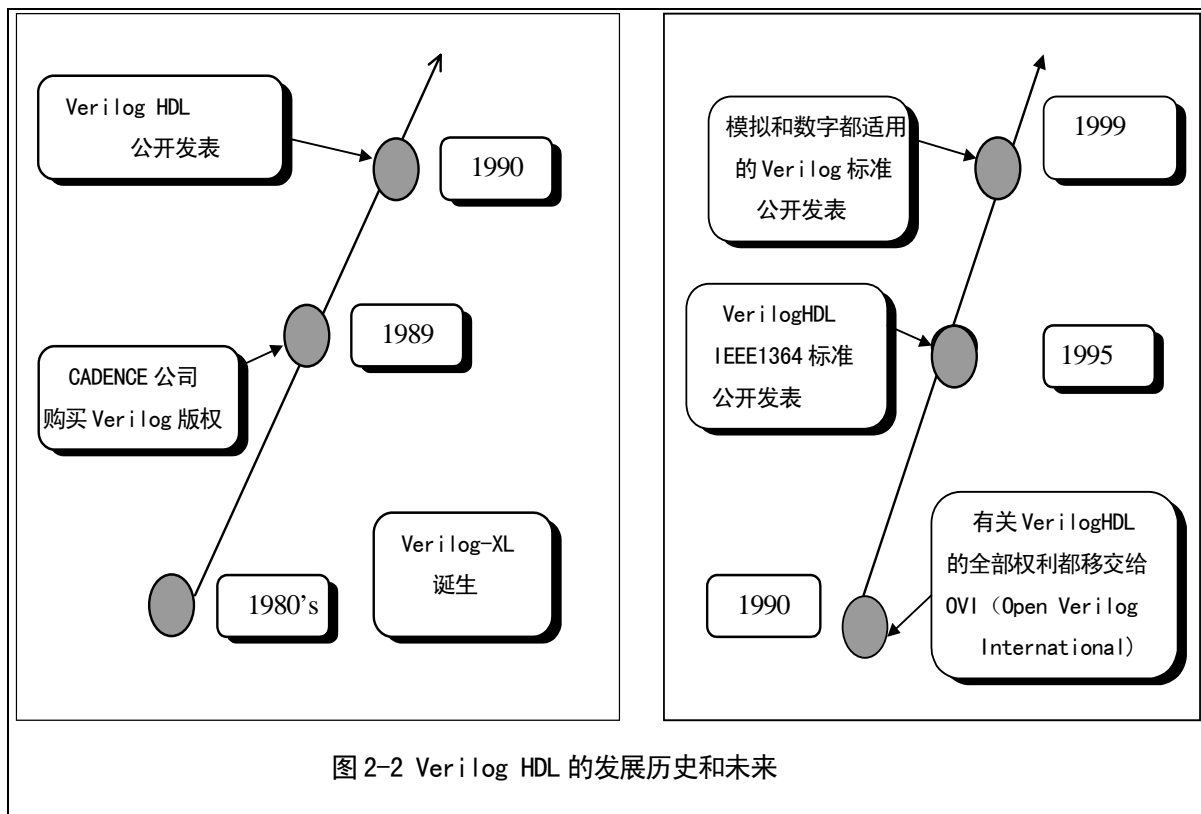 Verilog HDL
公开发表
1990
1989
CADENCE 公司
购买 Verilog 版权
Verilog-XL
诞生
1980's
模拟和数字都适用
的 Verilog 标准
公开发表
1999
VerilogHDL
IEEE1364 标准
公开发表
1995
有关 VerilogHDL
的全部权利都移交给
OVI（Open Verilog
International)
1990
图 2-2 Verilog HDL 的发展历史和未来